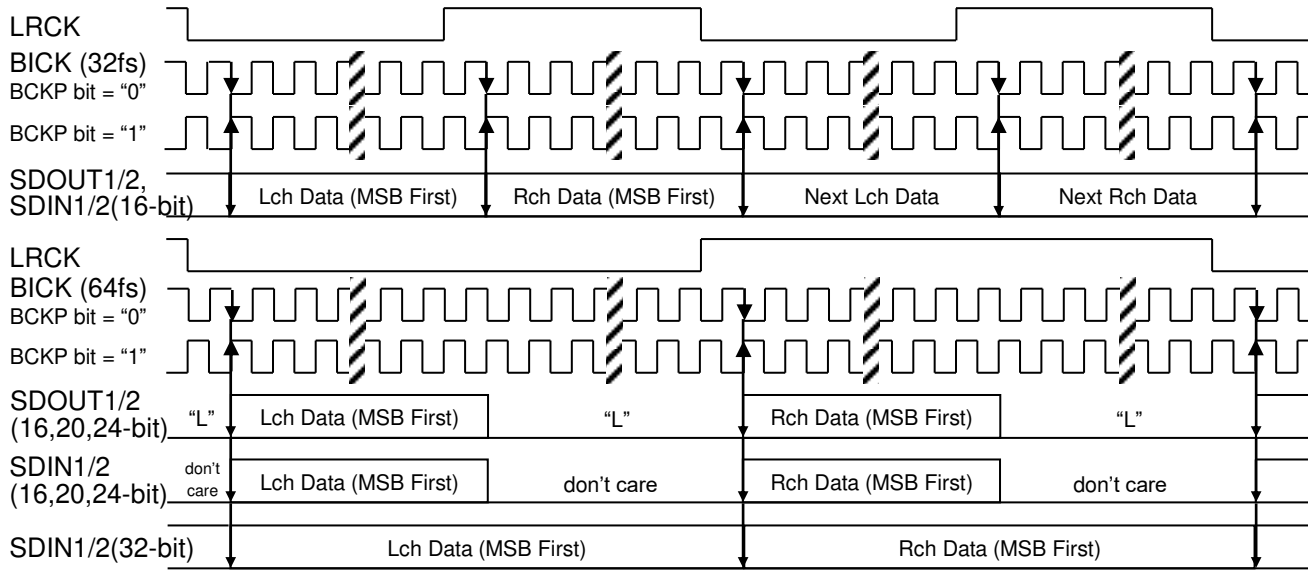 LRCK
BICK (32fs)
BCKP bit = “0”
BCKP bit = “1”
SDOUT1/2,
SDIN1/2(16-bit) Lch Data (MSB First) Rch Data (MSB First) Next Lch Data Next Rch Data
LRCK
BICK (64fs)
BCKP bit = “0”
BCKP bit = “1”
SDOUT1/2
(16,20,24-bit) “L” Lch Data (MSB First) “L” Rch Data (MSB First) “L”
SDIN1/2
(16,20,24-bit) don’t
care Lch Data (MSB First) don’t care Rch Data (MSB First) don’t care
SDIN1/2(32-bit) Lch Data (MSB First) Rch Data (MSB First)